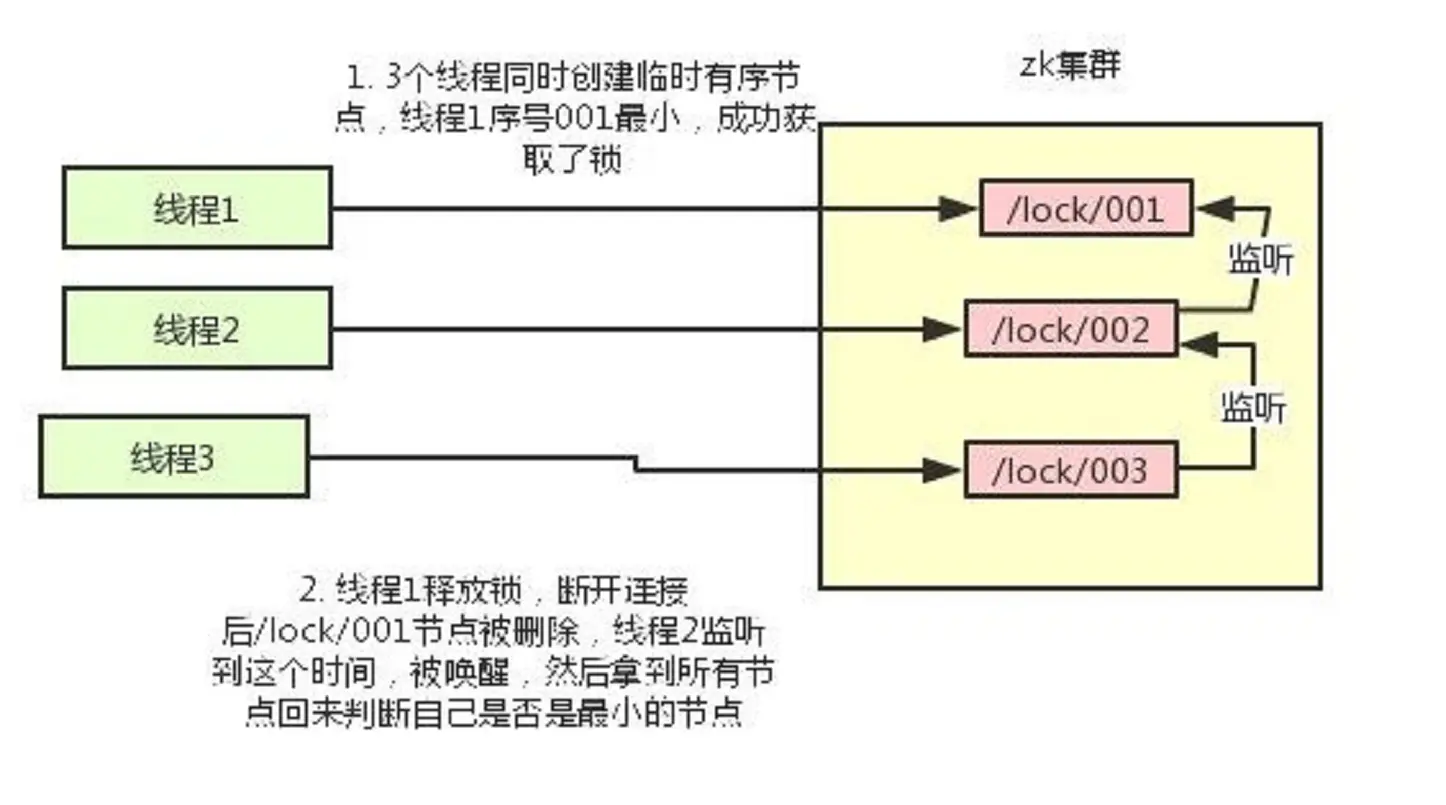 1. 3个线程同时创建临时有序节
点，线程1序号001最小，成功获
取了锁
zk集群
线程1
/lock/001
监听
线程2
/lock/002
监听
线程3
/lock/003
2. 线程1释放锁，断开连接
后/lock/001节点被删除，线程2监听
到这个时间，被唤醒，然后拿到所有节
点回来判断自己是否是最小的节点